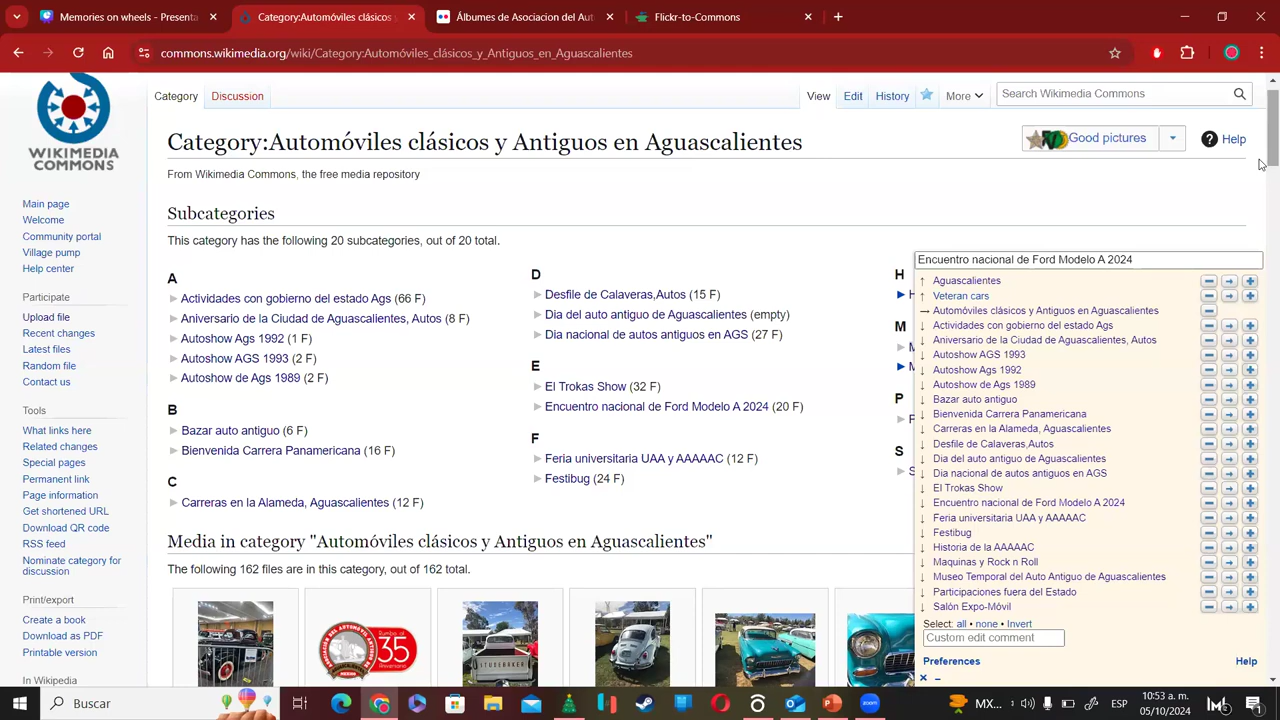 Memories on wheels - Presenta
Category:Automóviles clásicos y
Álbumes de Asociacion del Aut
Flickr-to-Commons
commons.wikimedia.org/wiki/Category:Automóviles_clásicos_y_Antiguos_en_Aguascalientes
WIKIMEDIA
COMMONS
Main page
Welcome
Community portal
Village pump
Help center
Participate
Upload file
Recent changes
Latest files
Random file
Contact us
Tools
What links here
Related changes
Special pages
Permanent link
Page information
Get shortened URL
Download QR code
RSS feed
Nominate category for
discussion
Print/export
Create a book
Download as PDF
Printable version
In Wikipedia
Category Discussion
View Edit History More
Search Wikimedia Commons
Category:Automóviles clásicos y Antiguos en Aguascalientes
Good pictures
Help
From Wikimedia Commons, the free media repository
Subcategories
This category has the following 20 subcategories, out of 20 total.
A
Actividades con gobierno del estado Ags (66 F)
Aniversario de la Ciudad de Aguascalientes, Autos (8 F)
Autoshow Ags 1992 (1 F)
Autoshow AGS 1993 (2 F)
Autoshow de Ags 1989 (2 F)
B
Bazar auto antiguo (6 F)
Bienvenida Carrera Panamericana (16 F)
C
Carreras en la Alameda, Aguascalientes (12 F)
D
Desfile de Calaveras,Autos (15 F)
Dia del auto antiguo de Aguascalientes (empty)
Dia nacional de autos antiguos en AGS (27 F)
E
El Trokas Show (32 F)
Encuentro nacional de Ford Modelo A 2024 (20 F)
F
Feria universitaria UAA y AAAAAC (12 F)
Festibug (24 F)
H
M
P
S
Media in category "Automóviles clásicos y Antiguos en Aguascalientes"
The following 162 files are in this category, out of 162 total.
STUDEBAKER
Rumbo al
35
Aniversario
Encuentro nacional de Ford Modelo A 2024
↑ Aguascalientes
↑ Veteran cars
→ Automóviles clásicos y Antiguos en Aguascalientes
↓ Actividades con gobierno del estado Ags
↓ Aniversario de la Ciudad de Aguascalientes, Autos
↓ Autoshow AGS 1993
↓ Autoshow Ags 1992
↓ Autoshow de Ags 1989
↓ Bazar auto antiguo
↓ Bienvenida Carrera Panamericana
↓ Carreras en la Alameda, Aguascalientes
↓ Desfile de Calaveras,Autos
↓ Dia del auto antiguo de Aguascalientes
↓ Dia nacional de autos antiguos en AGS
↓ El Trokas Show
↓ Encuentro nacional de Ford Modelo A 2024
↓ Feria universitaria UAA y AAAAAC
↓ Festibug
↓ Historia de la AAAAAC
↓ Maquinas y Rock n Roll
↓ Museo Temporal del Auto Antiguo de Aguascalientes
↓ Participaciones fuera del Estado
↓ Salón Expo-Móvil
Select: all • none • Invert
Custom edit comment
Preferences
Help
Buscar
MX...
ESP
10:53 a. m.
05/10/2024